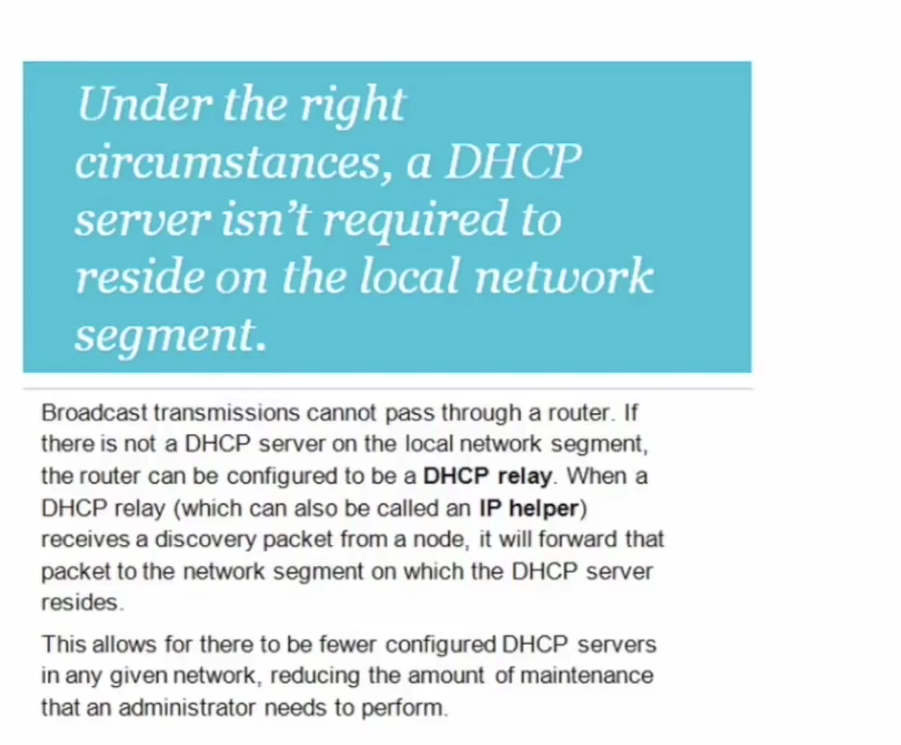 Under the right
circumstances, a DHCP
server isn’t required to
reside on the local network
segment.
Broadcast transmissions cannot pass through a router. If
there is not a DHCP server on the local network segment,
the router can be configured to be a DHCP relay. When a
DHCP relay (which can also be called an IP helper)
receives a discovery packet from a node, it will forward that
packet to the network segment on which the DHCP server
resides.
This allows for there to be fewer configured DHCP servers
in any given network, reducing the amount of maintenance
that an administrator needs to perform.